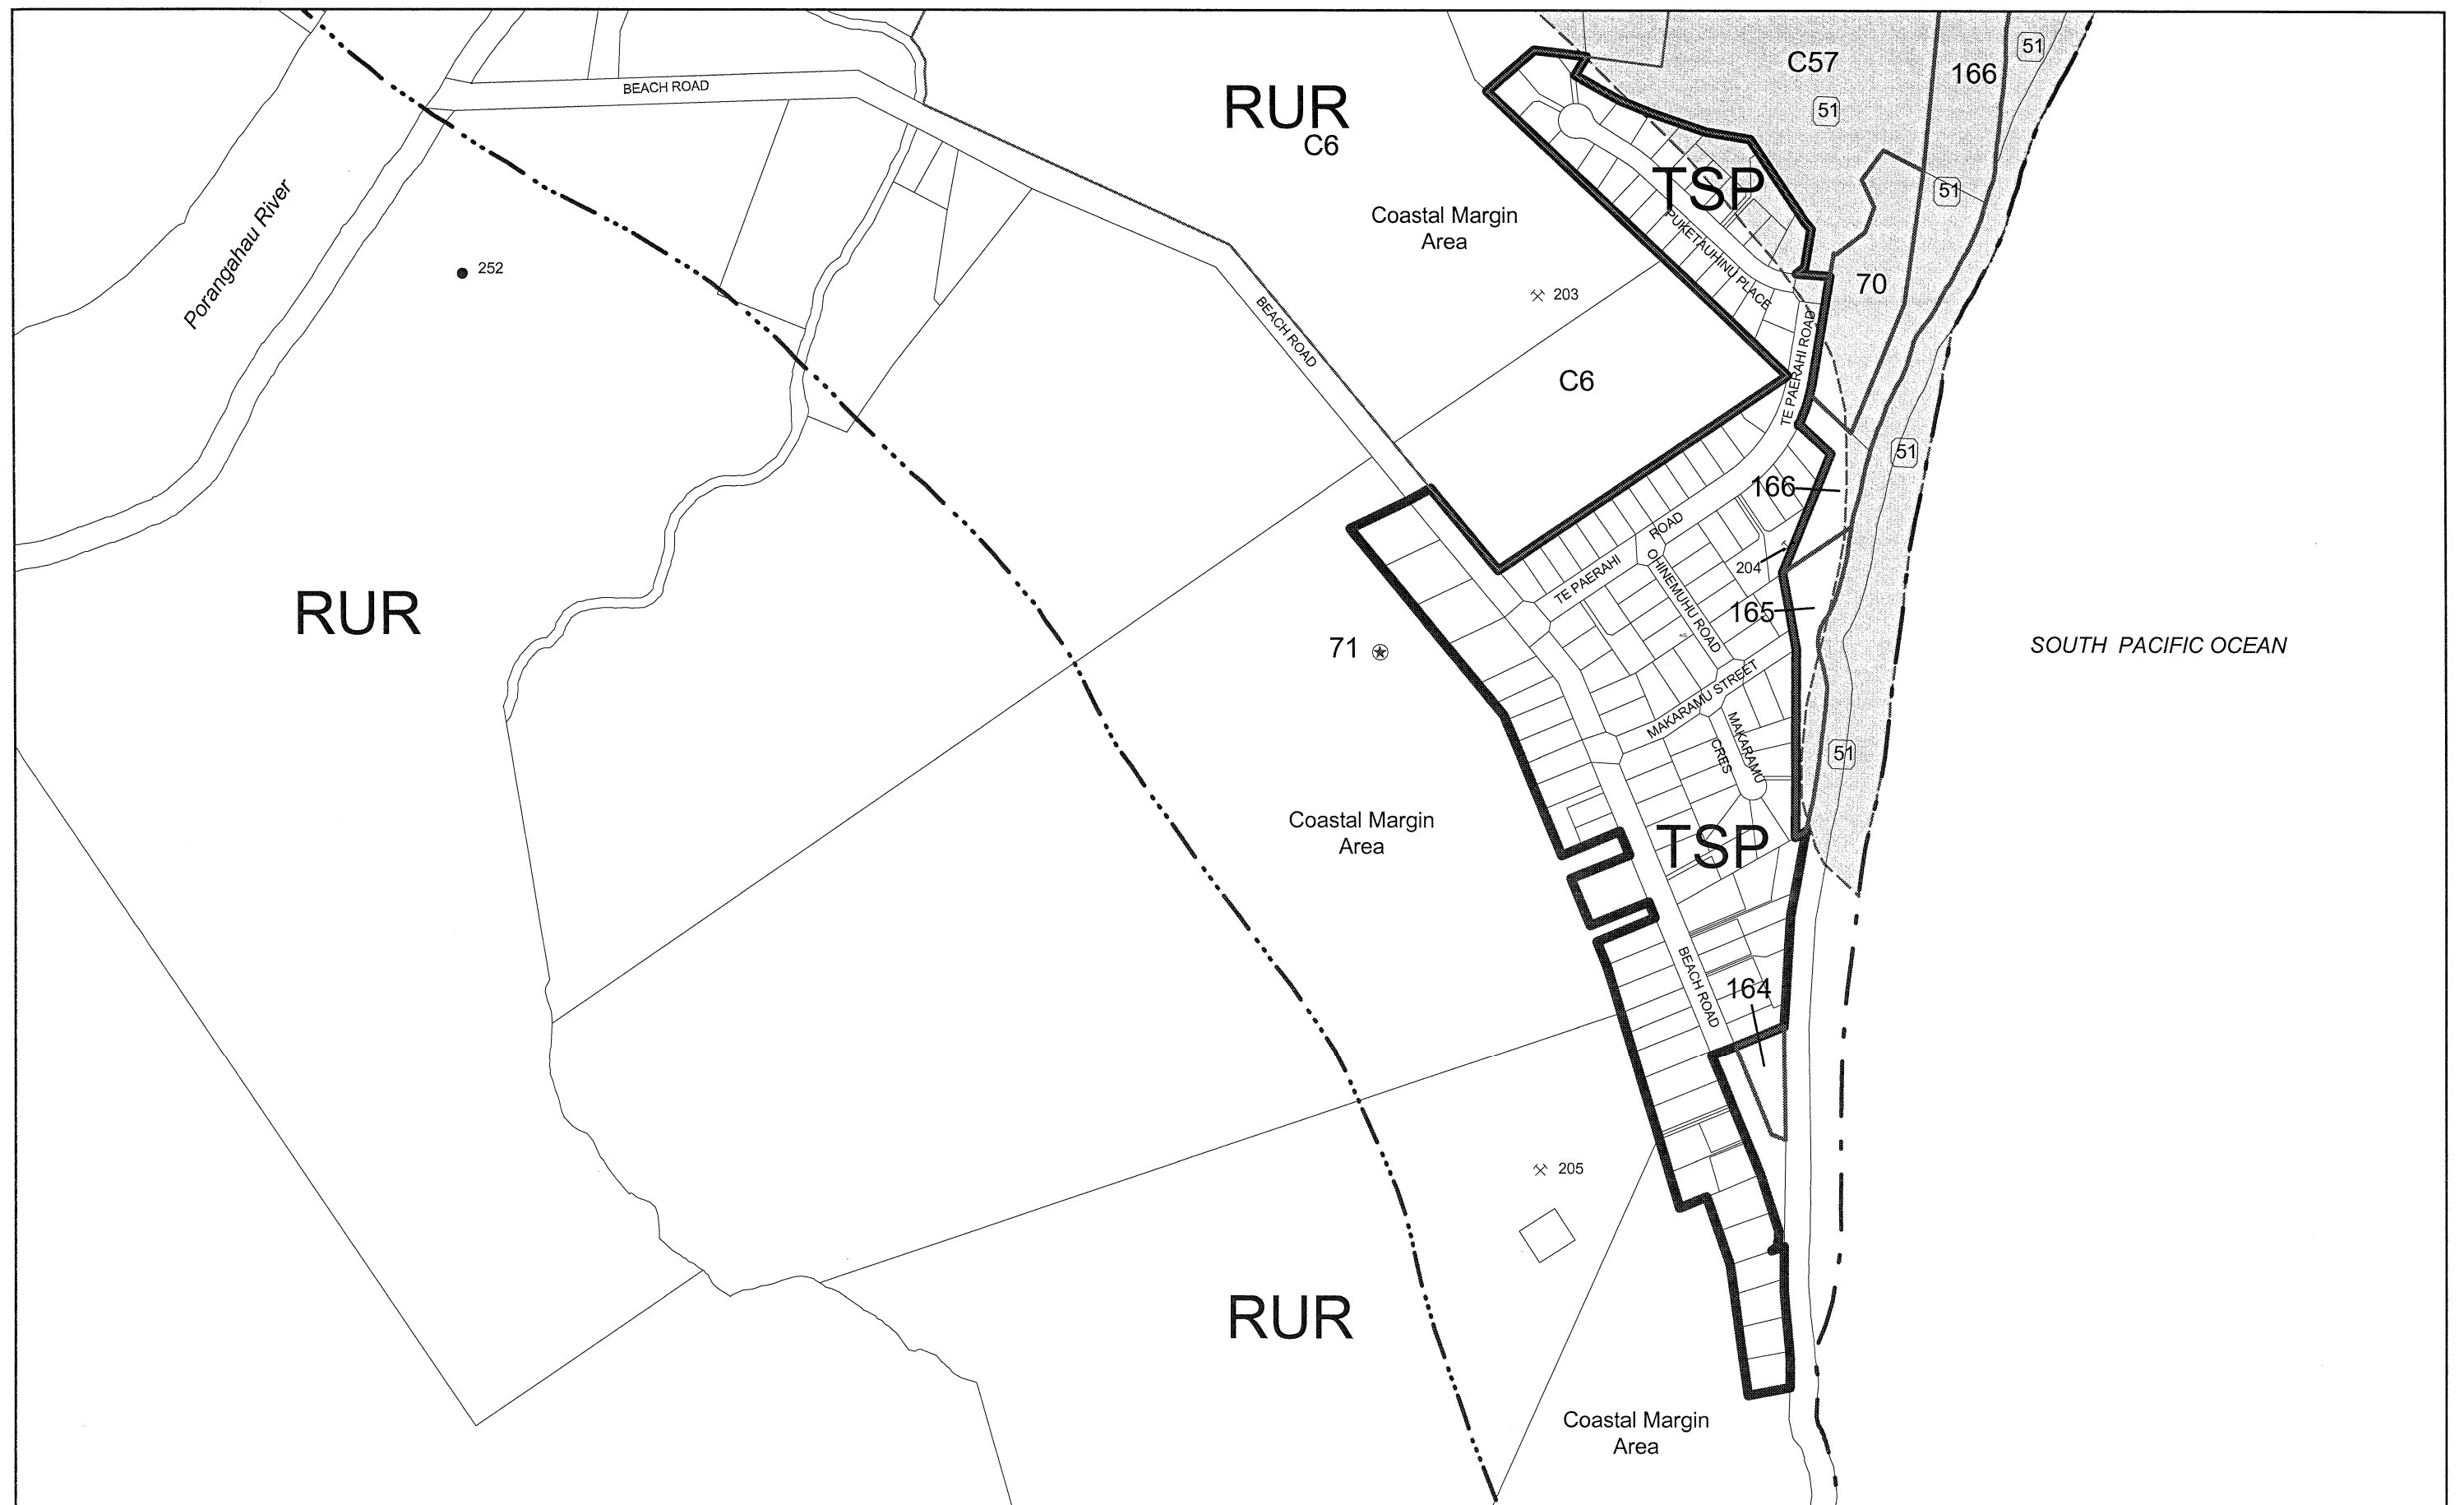 51
C57
166
BEACH ROAD
RUR
C6
51
TSP
51
Coastal Margin
Area
Porangahau River
PUKETAUHINU PLACE
252
70
203
BEACH ROAD
TE PAERAHI ROAD
C6
51
166
ROAD
TE PAERAHI
204
OHINEMUHU ROAD
165
RUR
71
SOUTH PACIFIC OCEAN
MAKARAMU STREET
MAKARAMU
CRES
51
Coastal Margin
Area
TSP
BEACH ROAD
164
205
RUR
Coastal Margin
Area